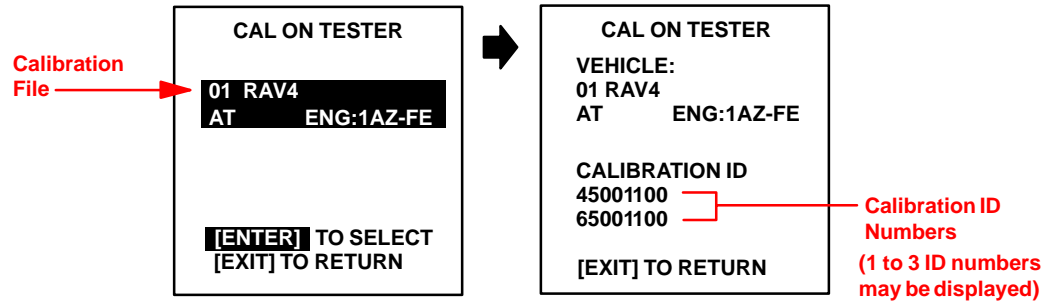 Calibration
File
CAL ON TESTER
01 RAV4
AT ENG:1AZ-FE
[ENTER] TO SELECT
[EXIT] TO RETURN
CAL ON TESTER
VEHICLE:
01 RAV4
AT ENG:1AZ-FE
CALIBRATION ID
45001100
65001100
[EXIT] TO RETURN
Calibration ID
Numbers
(1 to 3 ID numbers
may be displayed)